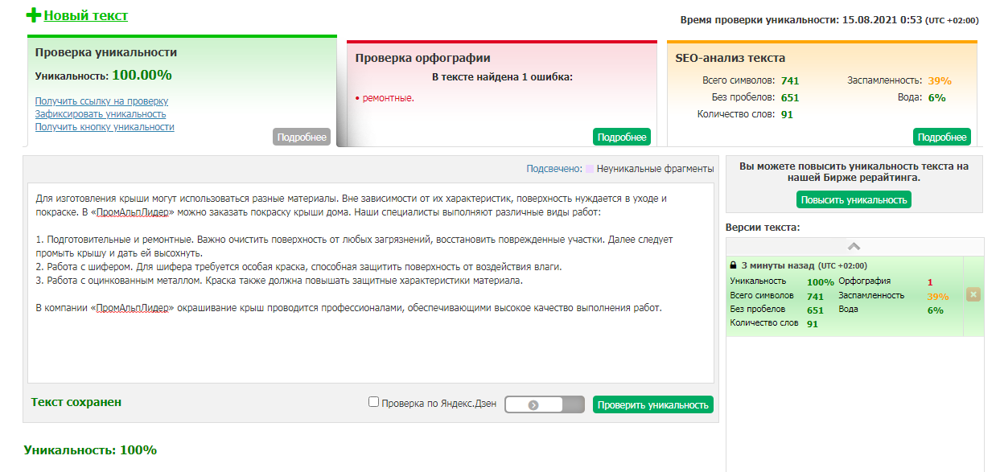 Новый текст
Время проверки уникальности: 15.08.2021 0:53 (UTC +02:00)
Проверка уникальности
Уникальность: 100.00%
Получить ссылку на проверку
Зафиксировать уникальность
Получить кнопку уникальности
Подробнее
Проверка орфографии
В тексте найдена 1 ошибка:
• ремонтные.
Подробнее
SEO-анализ текста
Всего символов: 741 Заспамленность: 39%
Без пробелов: 651 Вода: 6%
Количество слов: 91
Подробнее
Подсвечено: Неуникальные фрагменты
Для изготовления крыши могут использоваться разные материалы. Вне зависимости от их характеристик, поверхность нуждается в уходе и
покраске. В «ПромАльпЛидер» можно заказать покраску крыши дома. Наши специалисты выполняют различные виды работ:
1. Подготовительные и ремонтные. Важно очистить поверхность от любых загрязнений, восстановить поврежденные участки. Далее следует
промыть крышу и дать ей высохнуть.
2. Работа с шифером. Для шифера требуется особая краска, способная защитить поверхность от воздействия влаги.
3. Работа с оцинкованным металлом. Краска также должна повышать защитные характеристики материала.
В компании «ПромАльпЛидер» окрашивание крыш проводится профессионалами, обеспечивающими высокое качество выполнения работ.
Текст сохранен
Проверка по Яндекс.Дзен
Проверить уникальность
Уникальность: 100%
Вы можете повысить уникальность текста на
нашей Бирже рерайтинга.
Повысить уникальность
Версии текста:
3 минуты назад (UTC +02:00)
Уникальность 100% Орфография 1
Всего символов 741 Заспамленность 39%
Без пробелов 651 Вода 6%
Количество слов 91